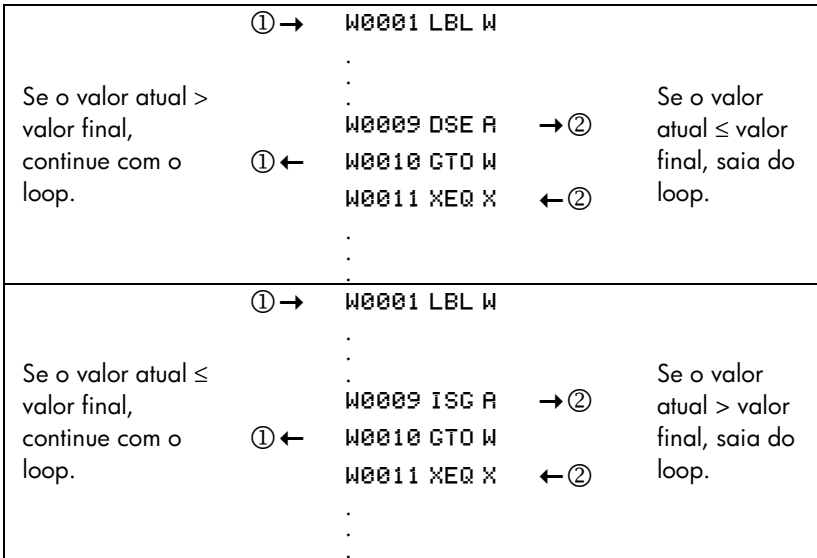 ①→ W0001 LBL W
.
.
.
Se o valor atual >
valor final,
continue com o
loop.
W0009 DSE A →②
①← W0010 GTO W
W0011 XEQ X ←②
.
.
.
Se o valor
atual ≤ valor
final, saia do
loop.
①→ W0001 LBL W
.
.
.
Se o valor atual ≤
valor final,
continue com o
loop.
W0009 ISG A →②
①← W0010 GTO W
W0011 XEQ X ←②
.
.
.
Se o valor
atual > valor
final, saia do
loop.